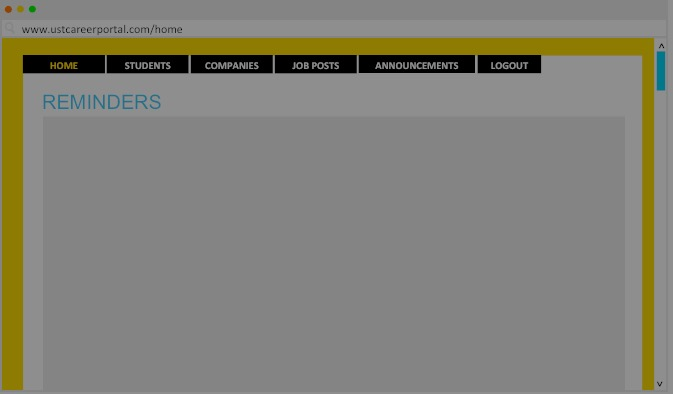 www.ustcareerportal.com/home
HOME STUDENTS COMPANIES JOB POSTS ANNOUNCEMENTS LOGOUT
REMINDERS